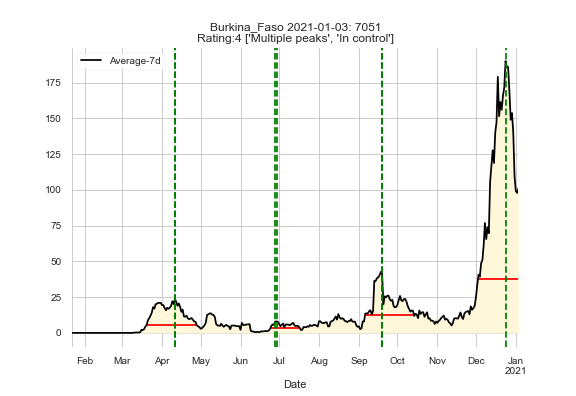 Burkina_Faso 2021-01-03: 7051
Rating:4 ['Multiple peaks', 'In control']
Average-7d
175
150
125
100
75
50
25
0
Feb Mar Apr May Jun Jul Aug Sep Oct Nov Dec Jan
2021
Date